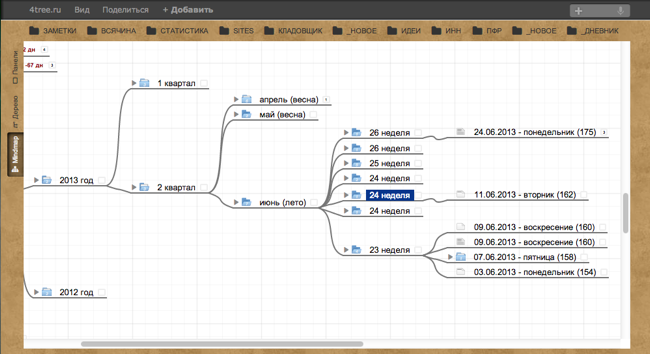 4tree.ru Вид Поделиться + Добавить
ЗАМЕТКИ ВСЯЧИНА СТАТИСТИКА SITES КЛАДОВЩИК _НОВОЕ ИДЕИ ИНН ПФР _НОВОЕ _ДНЕВНИК
Панели
Дерево
Mindmap
2 дн 4
-57 дн 3
1 квартал
апрель (весна) 1
май (весна)
26 неделя
24.06.2013 - понедельник (175) 3
26 неделя
25 неделя
24 неделя
2013 год
2 квартал
24 неделя
11.06.2013 - вторник (162)
июнь (лето)
24 неделя
09.06.2013 - воскресение (160)
09.06.2013 - воскресение (160)
23 неделя
07.06.2013 - пятница (158)
03.06.2013 - понедельник (154)
2012 год